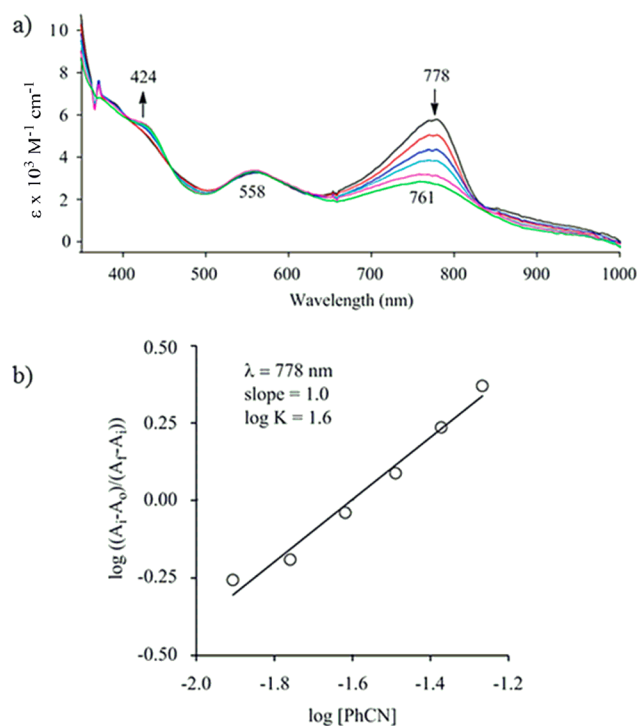 a)
ε x 10³ M⁻¹ cm⁻¹
10
8
6
4
2
0
424
778
558
761
400 500 600 700 800 900 1000
Wavelength (nm)
b)
log ((Aᵢ-Aₒ)/(A_f-Aᵢ))
0.50
0.25
0.00
-0.25
-0.50
λ = 778 nm
slope = 1.0
log K = 1.6
-2.0 -1.8 -1.6 -1.4 -1.2
log [PhCN]